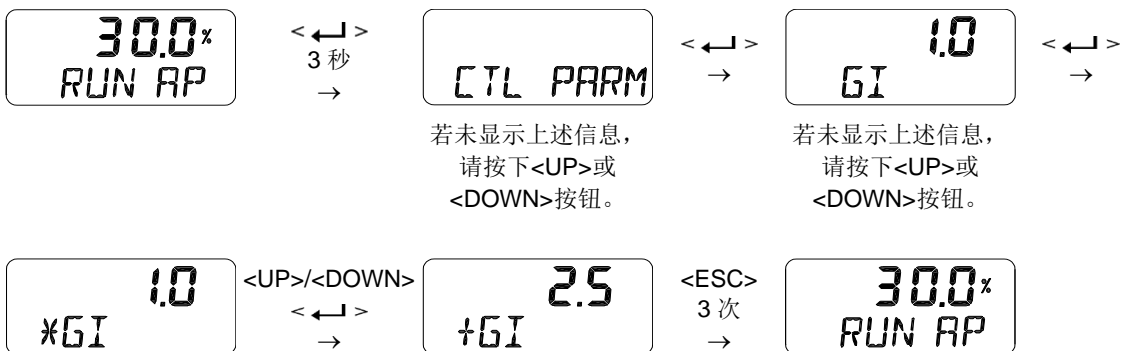 30.0%
RUN AP
< ↵ >
3 秒
→
CTL PARM
若未显示上述信息，
请按下<UP>或
<DOWN>按钮。
< ↵ >
→
1.0
GI
若未显示上述信息，
请按下<UP>或
<DOWN>按钮。
< ↵ >
→
1.0
*GI
<UP>/<DOWN>
< ↵ >
→
2.5
+GI
<ESC>
3 次
→
30.0%
RUN AP